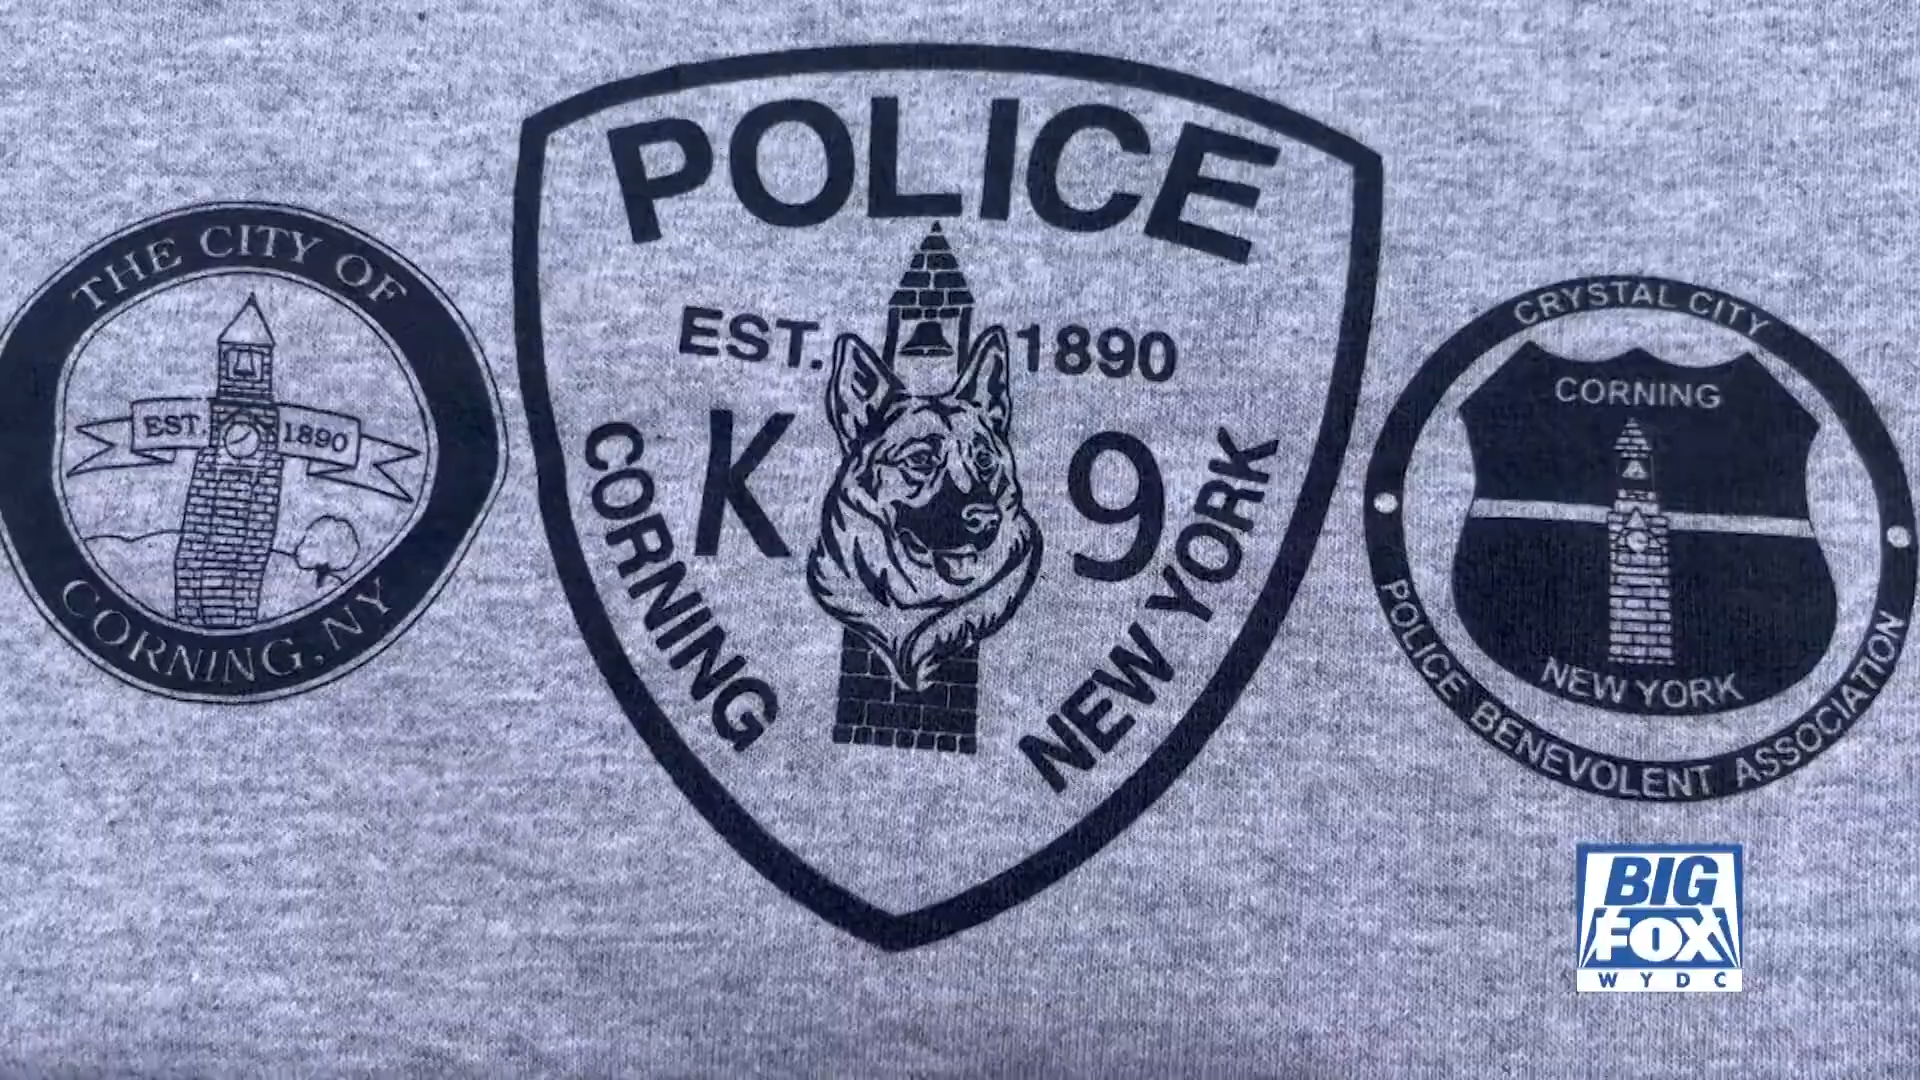 THE CITY OF
EST. 1890
CORNING, NY
POLICE
EST. 1890
K 9
CORNING
NEW YORK
CRYSTAL CITY
CORNING
NEW YORK
POLICE BENEVOLENT ASSOCIATION
BIG
FOX
WYDC